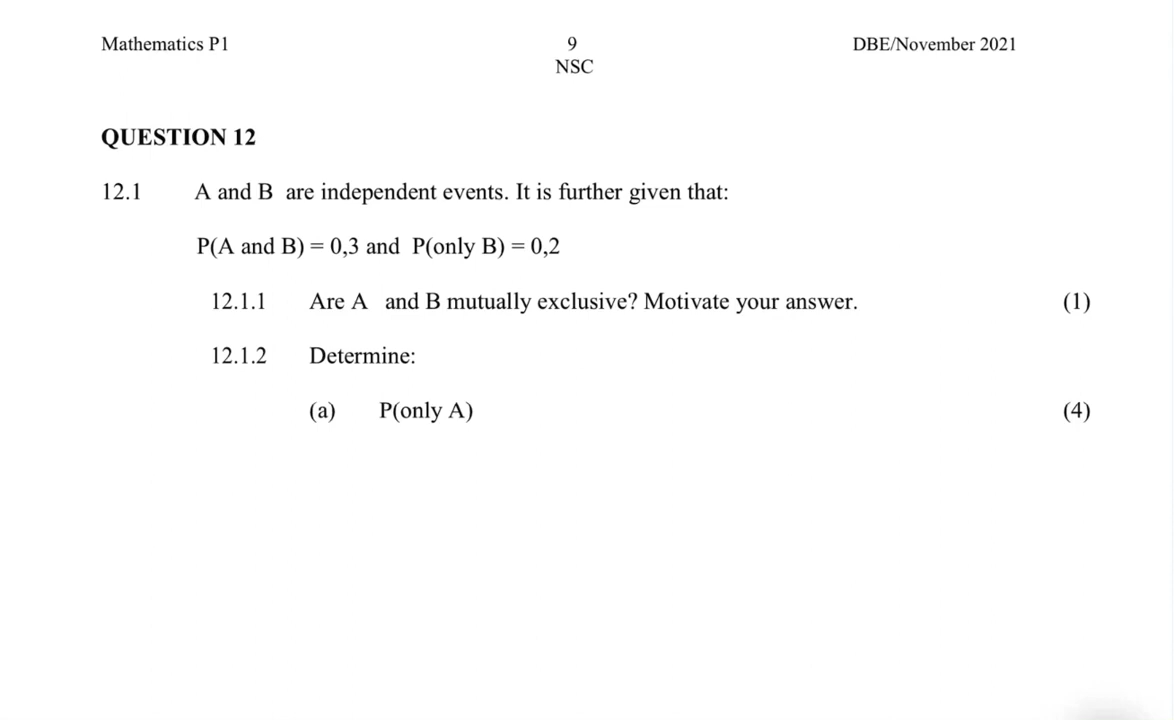 Mathematics P1 9 DBE/November 2021
NSC
QUESTION 12
12.1 A and B are independent events. It is further given that:
P(A and B) = 0,3 and P(only B) = 0,2
12.1.1 Are A and B mutually exclusive? Motivate your answer. (1)
12.1.2 Determine:
(a) P(only A) (4)